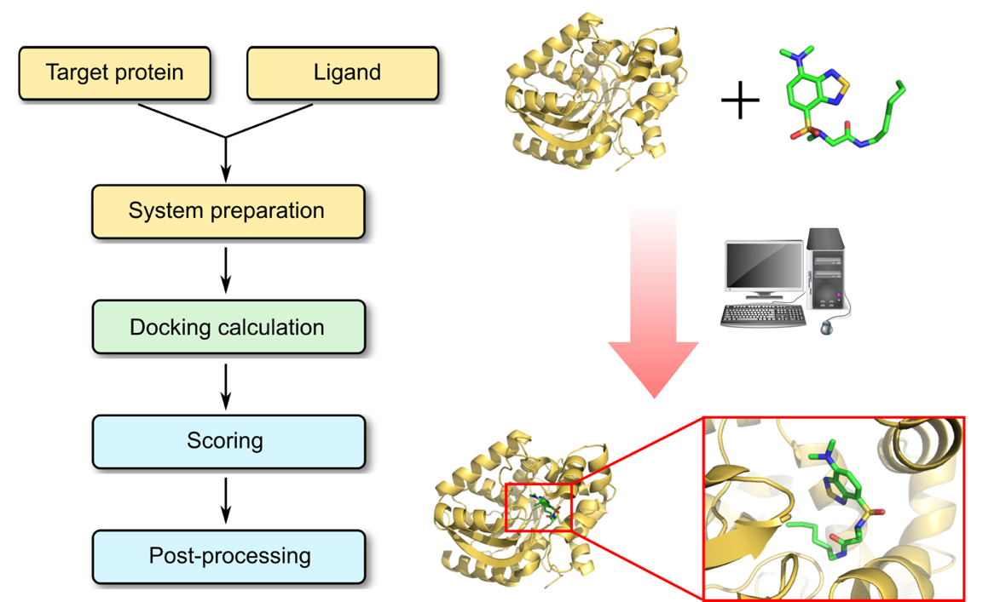 Target protein
Ligand
System preparation
Docking calculation
Scoring
Post-processing